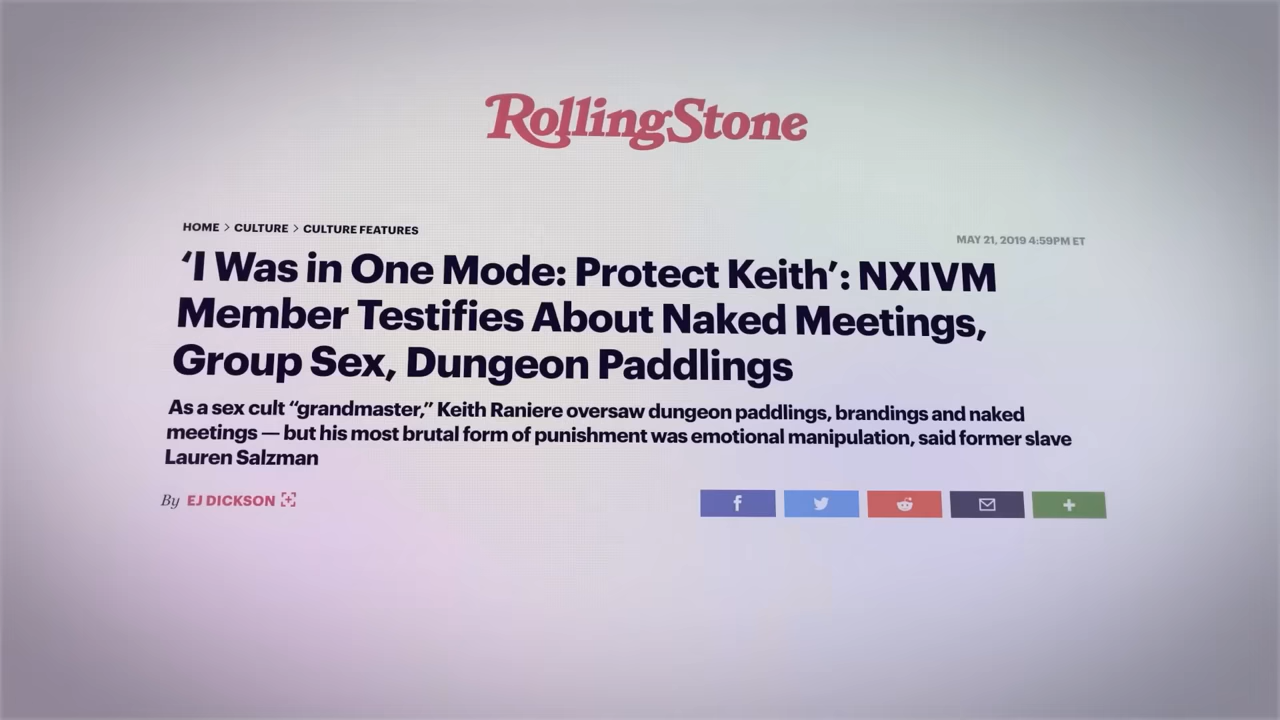 RollingStone
HOME > CULTURE > CULTURE FEATURES
MAY 21, 2019 4:59PM ET
‘I Was in One Mode: Protect Keith’: NXIVM
Member Testifies About Naked Meetings,
Group Sex, Dungeon Paddlings
As a sex cult “grandmaster,” Keith Raniere oversaw dungeon paddlings, brandings and naked
meetings — but his most brutal form of punishment was emotional manipulation, said former slave
Lauren Salzman
By EJ DICKSON